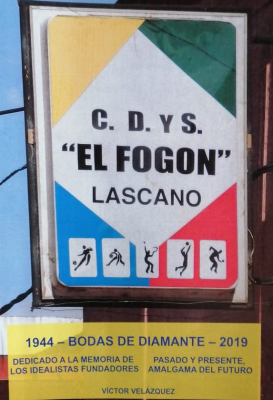 C. D. Y S.
"EL FOGON"
LASCANO
1944 – BODAS DE DIAMANTE – 2019
DEDICADO A LA MEMORIA DE
LOS IDEALISTAS FUNDADORES
PASADO Y PRESENTE,
AMALGAMA DEL FUTURO
VÍCTOR VELÁZQUEZ